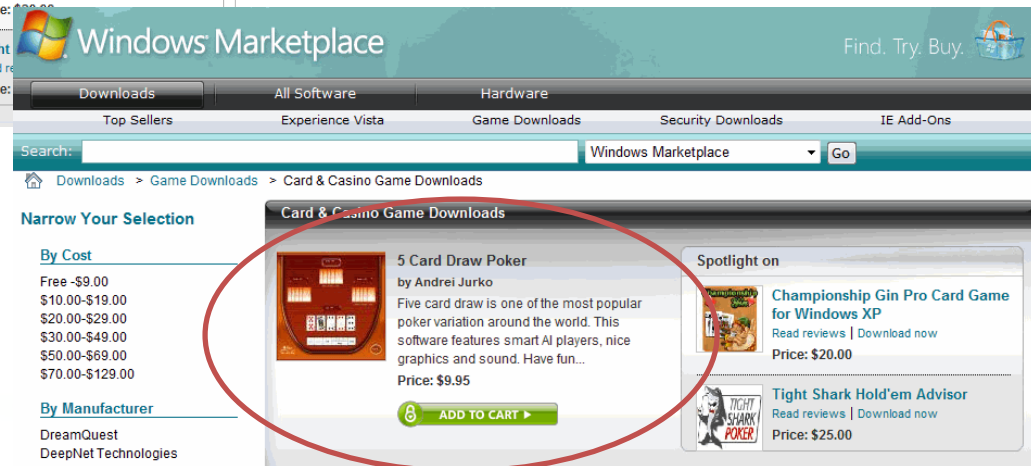 Windows Marketplace
Find. Try. Buy.
Downloads All Software Hardware
Top Sellers Experience Vista Game Downloads Security Downloads IE Add-Ons
Search: Windows Marketplace Go
Downloads > Game Downloads > Card & Casino Game Downloads
Narrow Your Selection
By Cost
Free -$9.00
$10.00-$19.00
$20.00-$29.00
$30.00-$49.00
$50.00-$69.00
$70.00-$129.00
By Manufacturer
DreamQuest
DeepNet Technologies
Card & Casino Game Downloads
5 Card Draw Poker
by Andrei Jurko
Five card draw is one of the most popular
poker variation around the world. This
software features smart AI players, nice
graphics and sound. Have fun...
Price: $9.95
ADD TO CART
Spotlight on
Championship Gin Pro Card Game
for Windows XP
Read reviews | Download now
Price: $20.00
TIGHT
SHARK
POKER
Tight Shark Hold'em Advisor
Read reviews | Download now
Price: $25.00